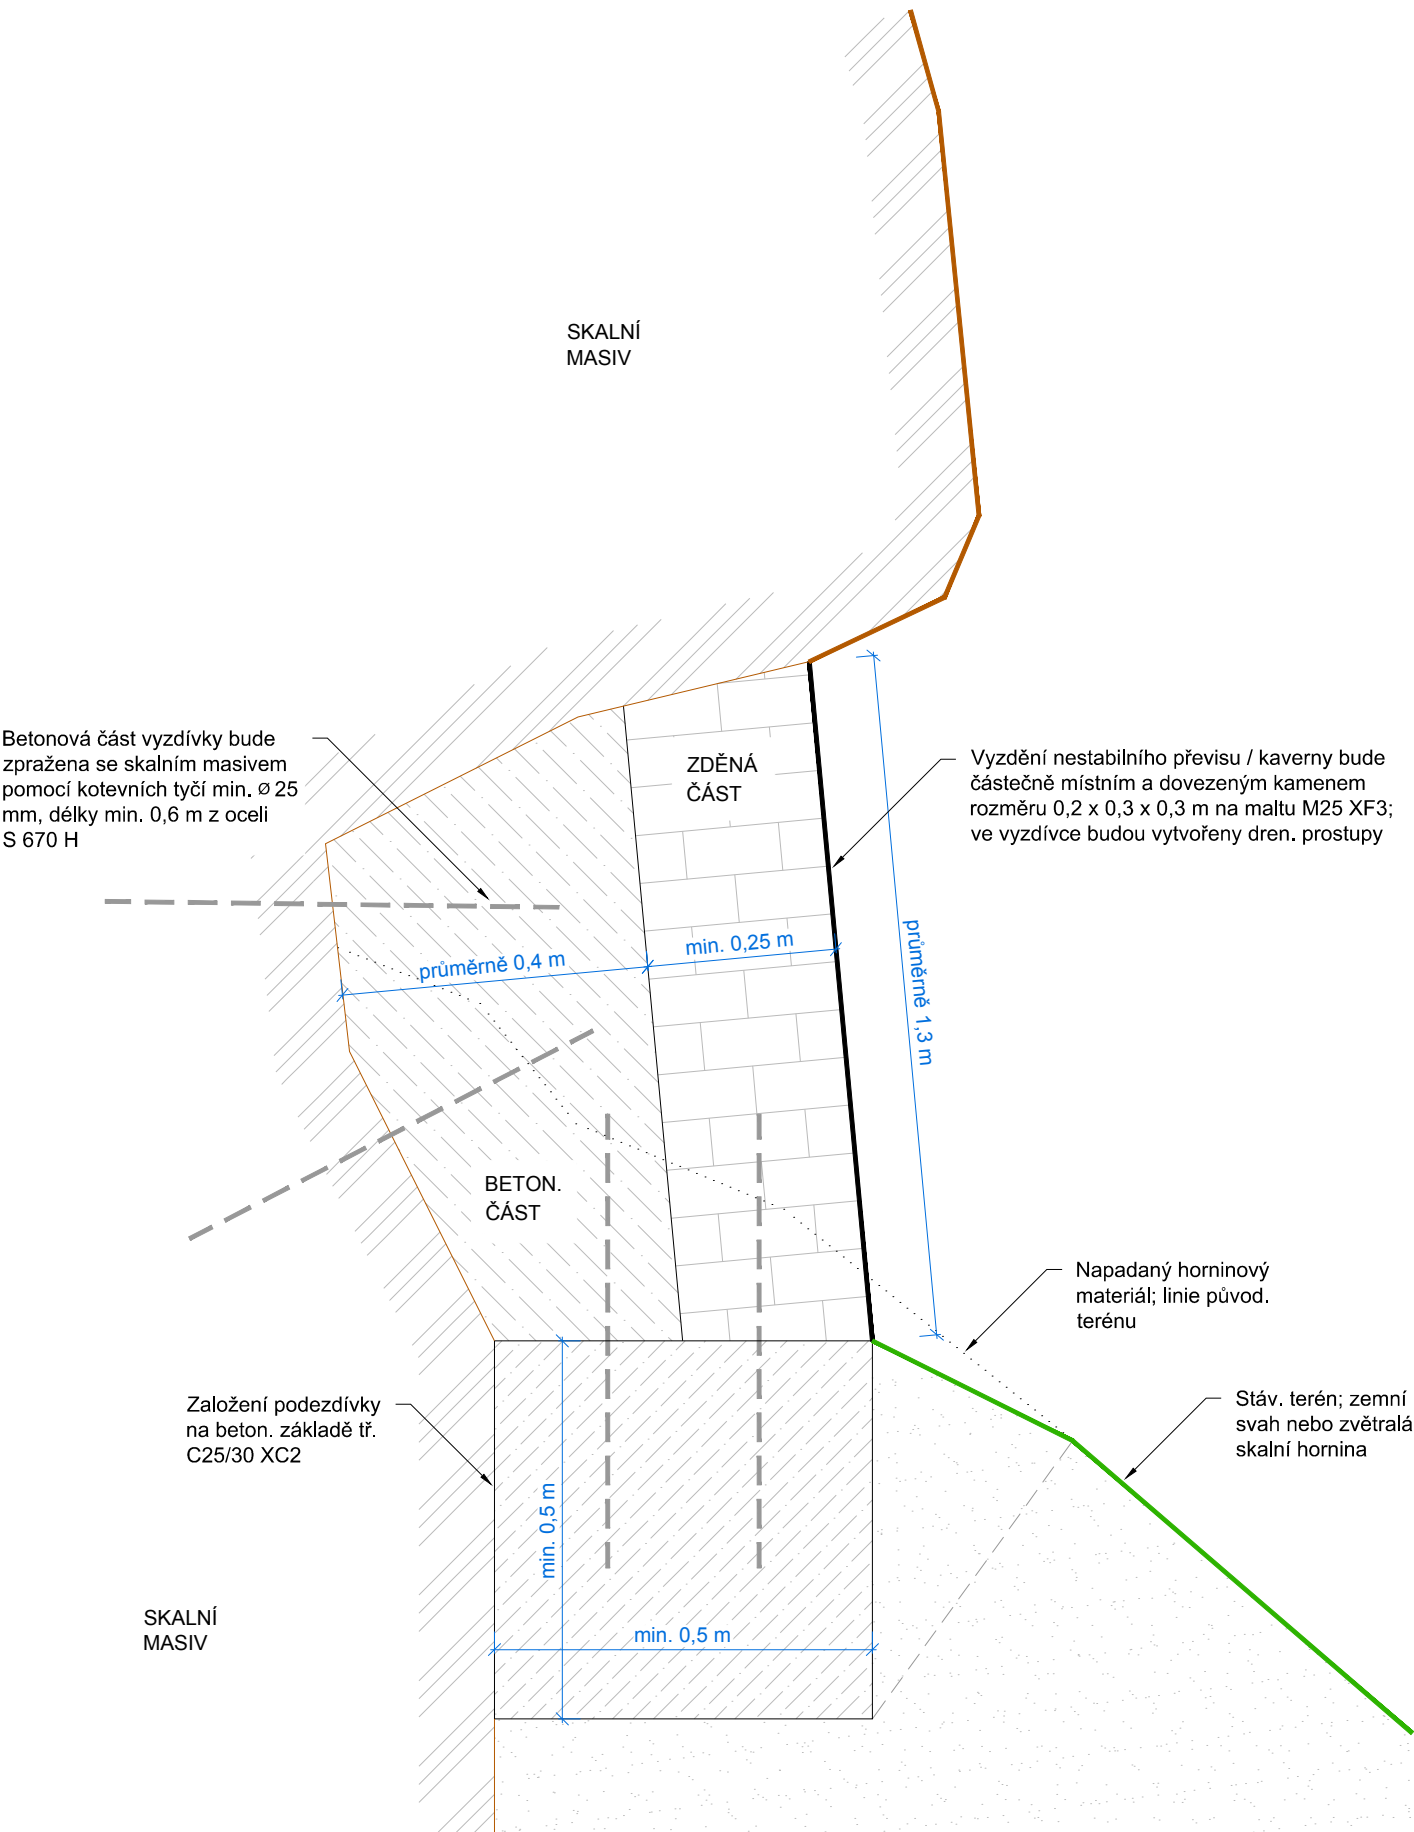 SKALNÍ
MASIV
Betonová část vyzdívky bude
zpražena se skalním masivem
pomocí kotevních tyčí min. Ø 25
mm, délky min. 0,6 m z oceli
S 670 H
ZDĚNÁ
ČÁST
Vyzdění nestabilního převisu / kaverny bude
částečně místním a dovezeným kamenem
rozměru 0,2 x 0,3 x 0,3 m na maltu M25 XF3;
ve vyzdívce budou vytvořeny dren. prostupy
průměrně 0,4 m
min. 0,25 m
průměrně 1,3 m
BETON.
ČÁST
Napadaný horninový
materiál; linie původ.
terénu
Založení podezdívky
na beton. základě tř.
C25/30 XC2
Stáv. terén; zemní
svah nebo zvětralá
skalní hornina
min. 0,5 m
min. 0,5 m
SKALNÍ
MASIV